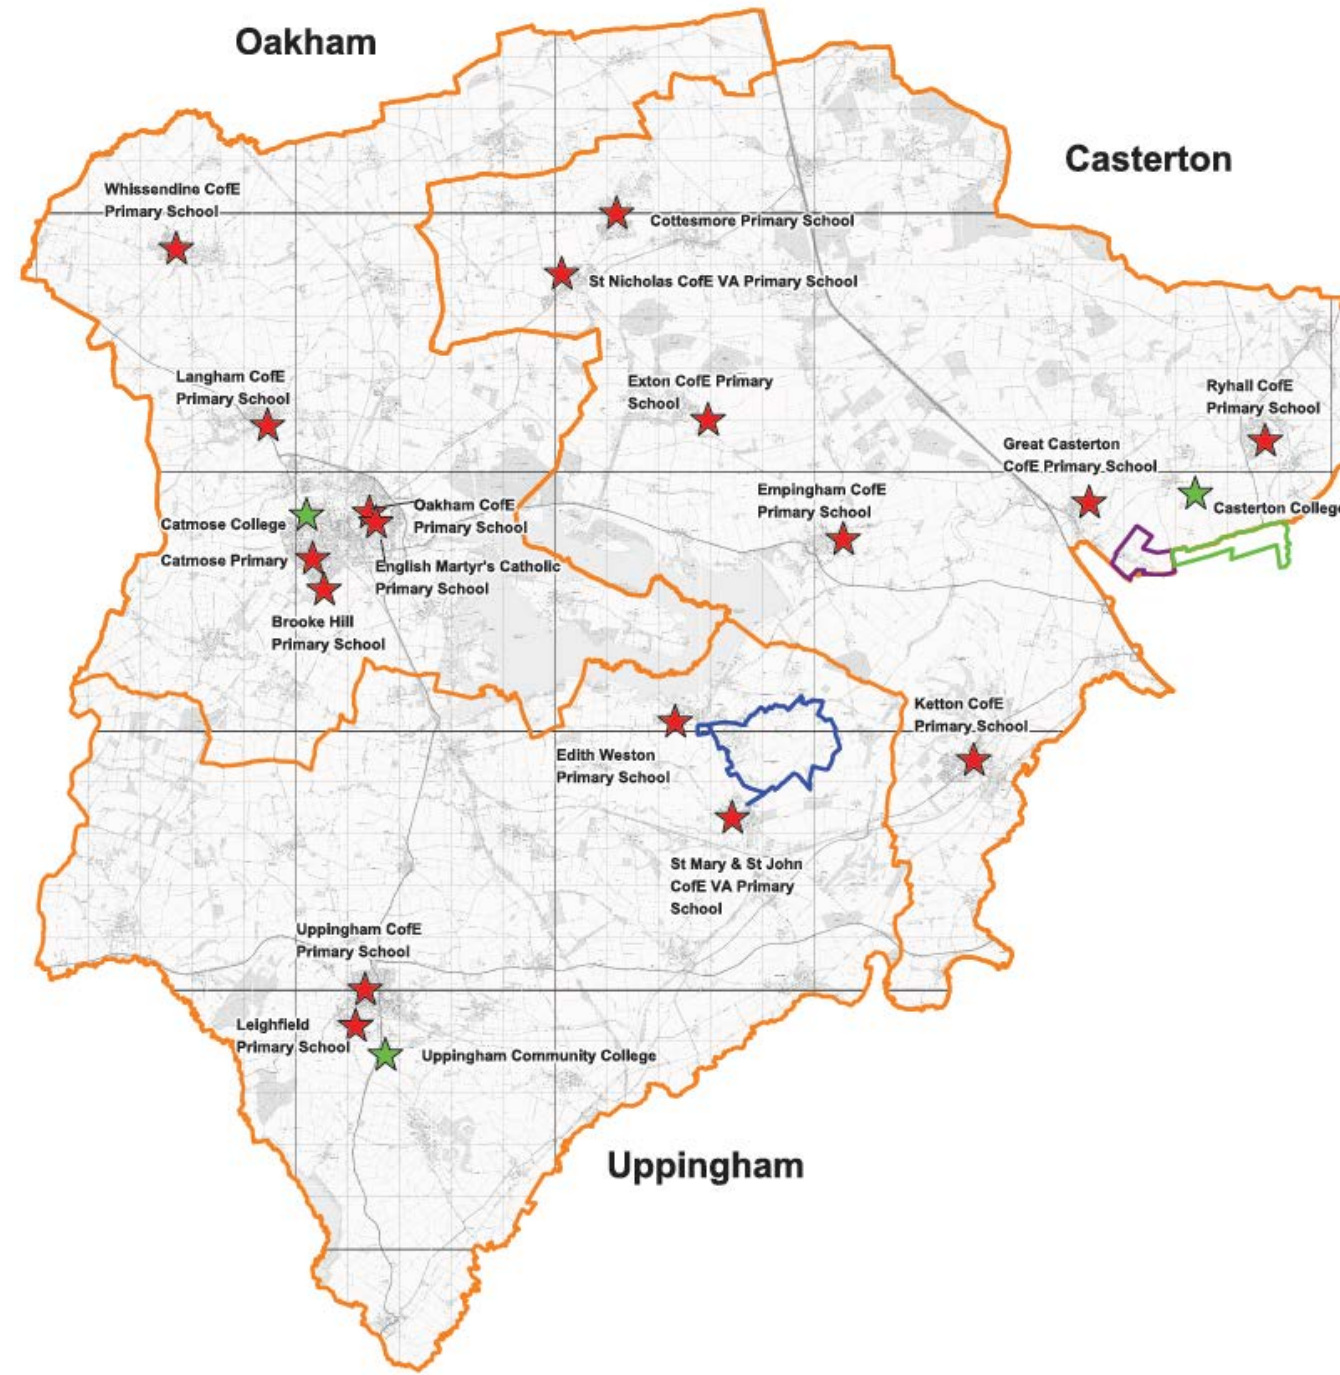 Oakham
Casterton
Whissendine CofE
Primary School
Cottesmore Primary School
St Nicholas CofE VA Primary School
Langham CofE
Primary School
Exton CofE Primary
School
Ryhall CofE
Primary School
Great Casterton
CofE Primary School
Empingham CofE
Primary School
Casterton College
Oakham CofE
Primary School
Catmose College
Catmose Primary
English Martyr's Catholic
Primary School
Brooke Hill
Primary School
Ketton CofE
Primary School
Edith Weston
Primary School
St Mary & St John
CofE VA Primary
School
Uppingham CofE
Primary School
Leighfield
Primary School
Uppingham Community College
Uppingham